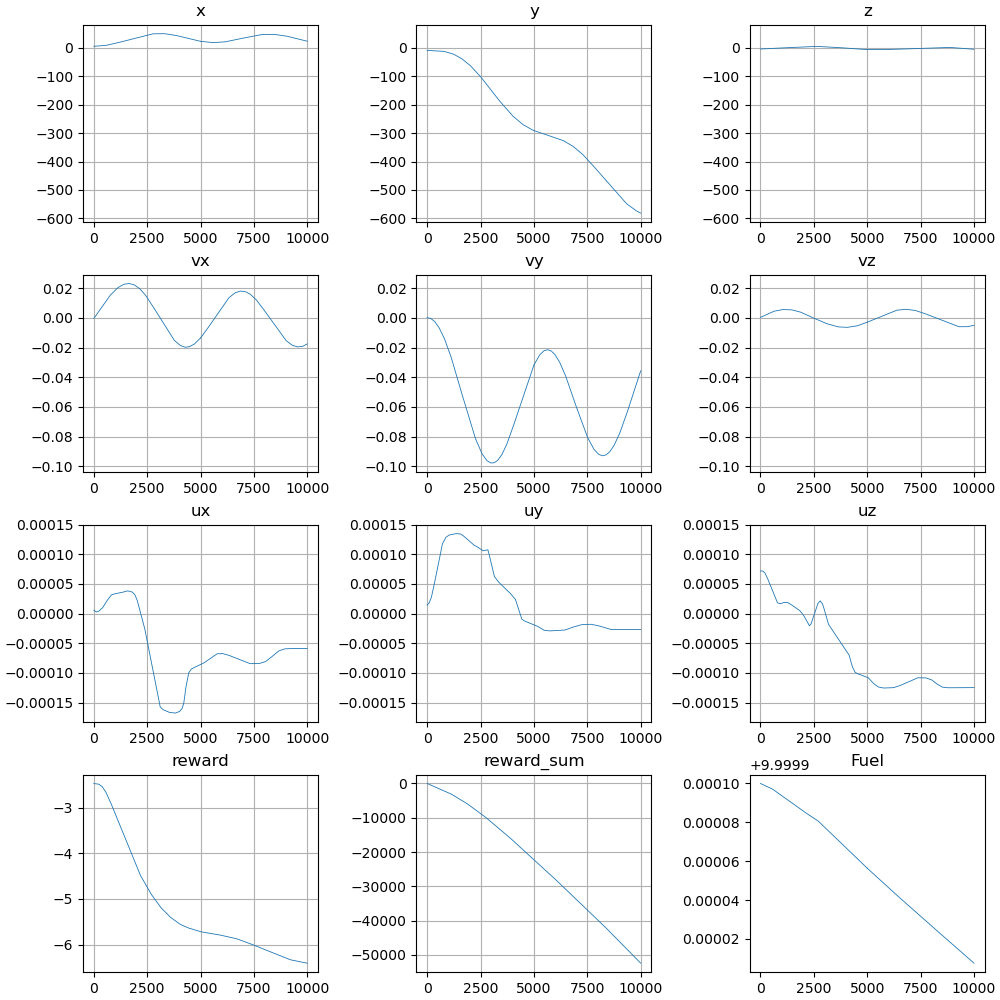 x y z
0 0 0
−100 −100 −100
−200 −200 −200
−300 −300 −300
−400 −400 −400
−500 −500 −500
−600 −600 −600
0 2500 5000 7500 10000 0 2500 5000 7500 10000 0 2500 5000 7500 10000
vx vy vz
0.02 0.02 0.02
0.00 0.00 0.00
−0.02 −0.02 −0.02
−0.04 −0.04 −0.04
−0.06 −0.06 −0.06
−0.08 −0.08 −0.08
−0.10 −0.10 −0.10
0 2500 5000 7500 10000 0 2500 5000 7500 10000 0 2500 5000 7500 10000
ux uy uz
0.00015 0.00015 0.00015
0.00010 0.00010 0.00010
0.00005 0.00005 0.00005
0.00000 0.00000 0.00000
−0.00005 −0.00005 −0.00005
−0.00010 −0.00010 −0.00010
−0.00015 −0.00015 −0.00015
0 2500 5000 7500 10000 0 2500 5000 7500 10000 0 2500 5000 7500 10000
reward reward_sum +9.9999 Fuel
0 0.00010
−3 −10000 0.00008
−4 −20000 0.00006
−5 −30000 0.00004
−6 −40000 0.00002
−50000
0 2500 5000 7500 10000 0 2500 5000 7500 10000 0 2500 5000 7500 10000